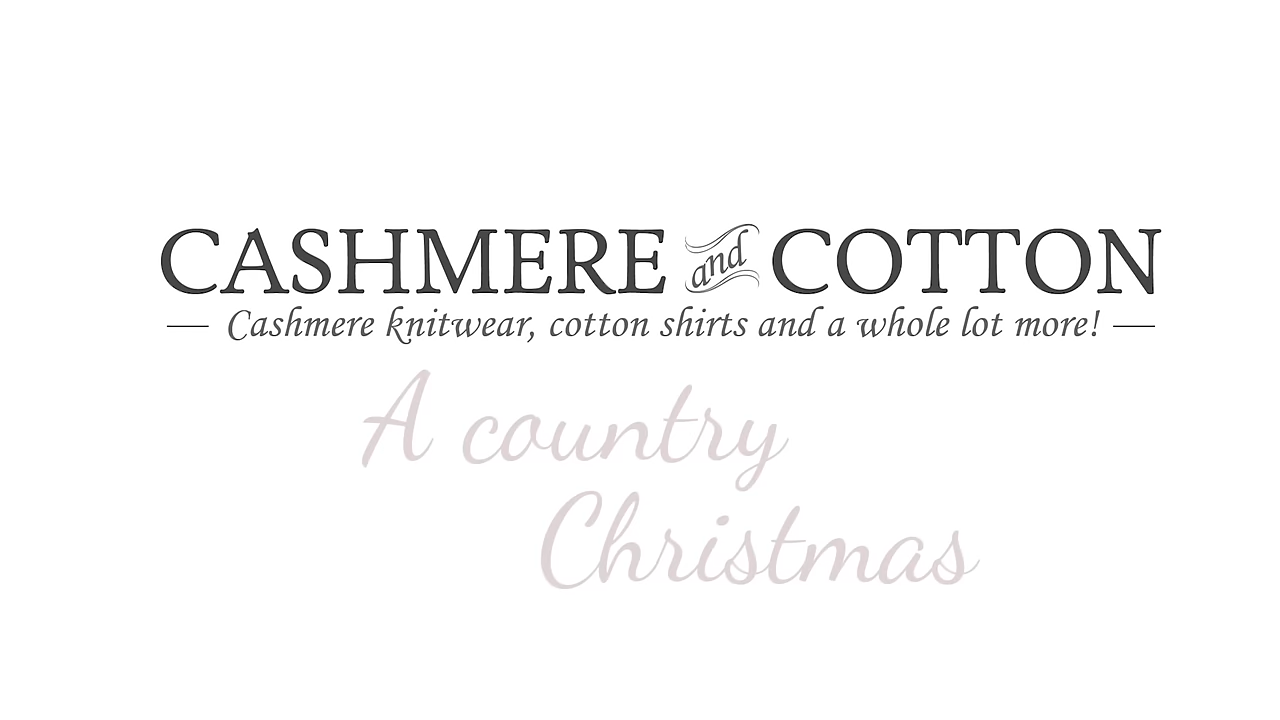 CASHMERE and COTTON
— Cashmere knitwear, cotton shirts and a whole lot more! —
A country
Christmas